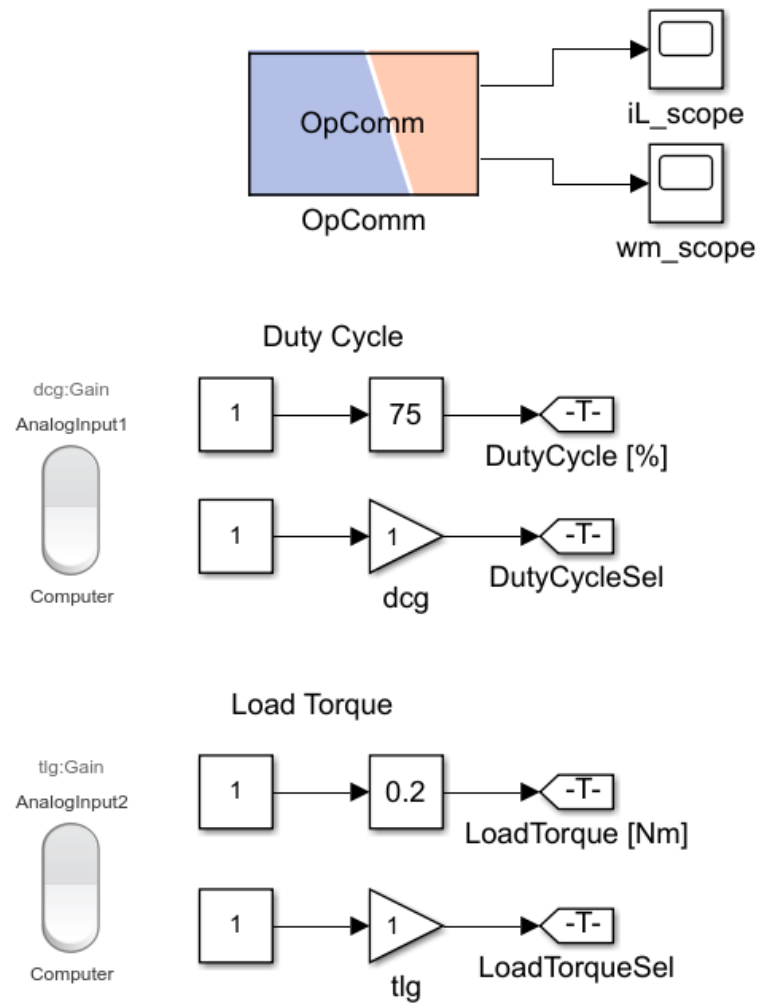 OpComm
OpComm
iL_scope
wm_scope
Duty Cycle
dcg:Gain
AnalogInput1
Computer
1
75
-T-
DutyCycle [%]
1
1
dcg
-T-
DutyCycleSel
Load Torque
tlg:Gain
AnalogInput2
Computer
1
0.2
-T-
LoadTorque [Nm]
1
1
tlg
-T-
LoadTorqueSel